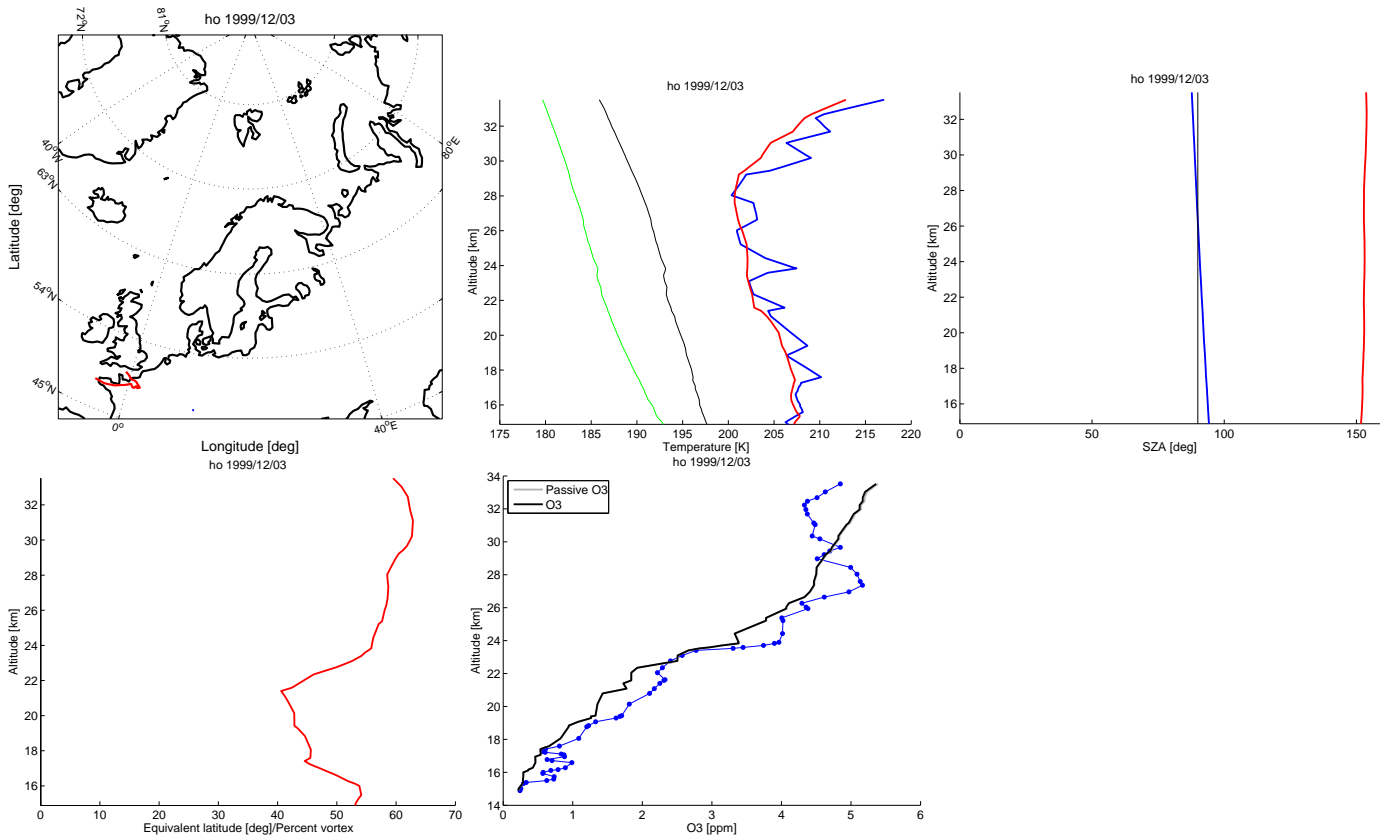 ho 1999/12/03
72°N
81°N
40°W
63°N
54°N
45°N
0°
40°E
80°E
Latitude [deg]
Longitude [deg]
ho 1999/12/03
32
30
28
26
24
22
20
18
16
175 180 185 190 195 200 205 210 215 220
Altitude [km]
Temperature [K]
ho 1999/12/03
32
30
28
26
24
22
20
18
16
0 50 100 150
Altitude [km]
SZA [deg]
ho 1999/12/03
32
30
28
26
24
22
20
18
16
0 10 20 30 40 50 60 70
Altitude [km]
Equivalent latitude [deg]/Percent vortex
ho 1999/12/03
Passive O3
O3
34
32
30
28
26
24
22
20
18
16
14
0 1 2 3 4 5 6
Altitude [km]
O3 [ppm]